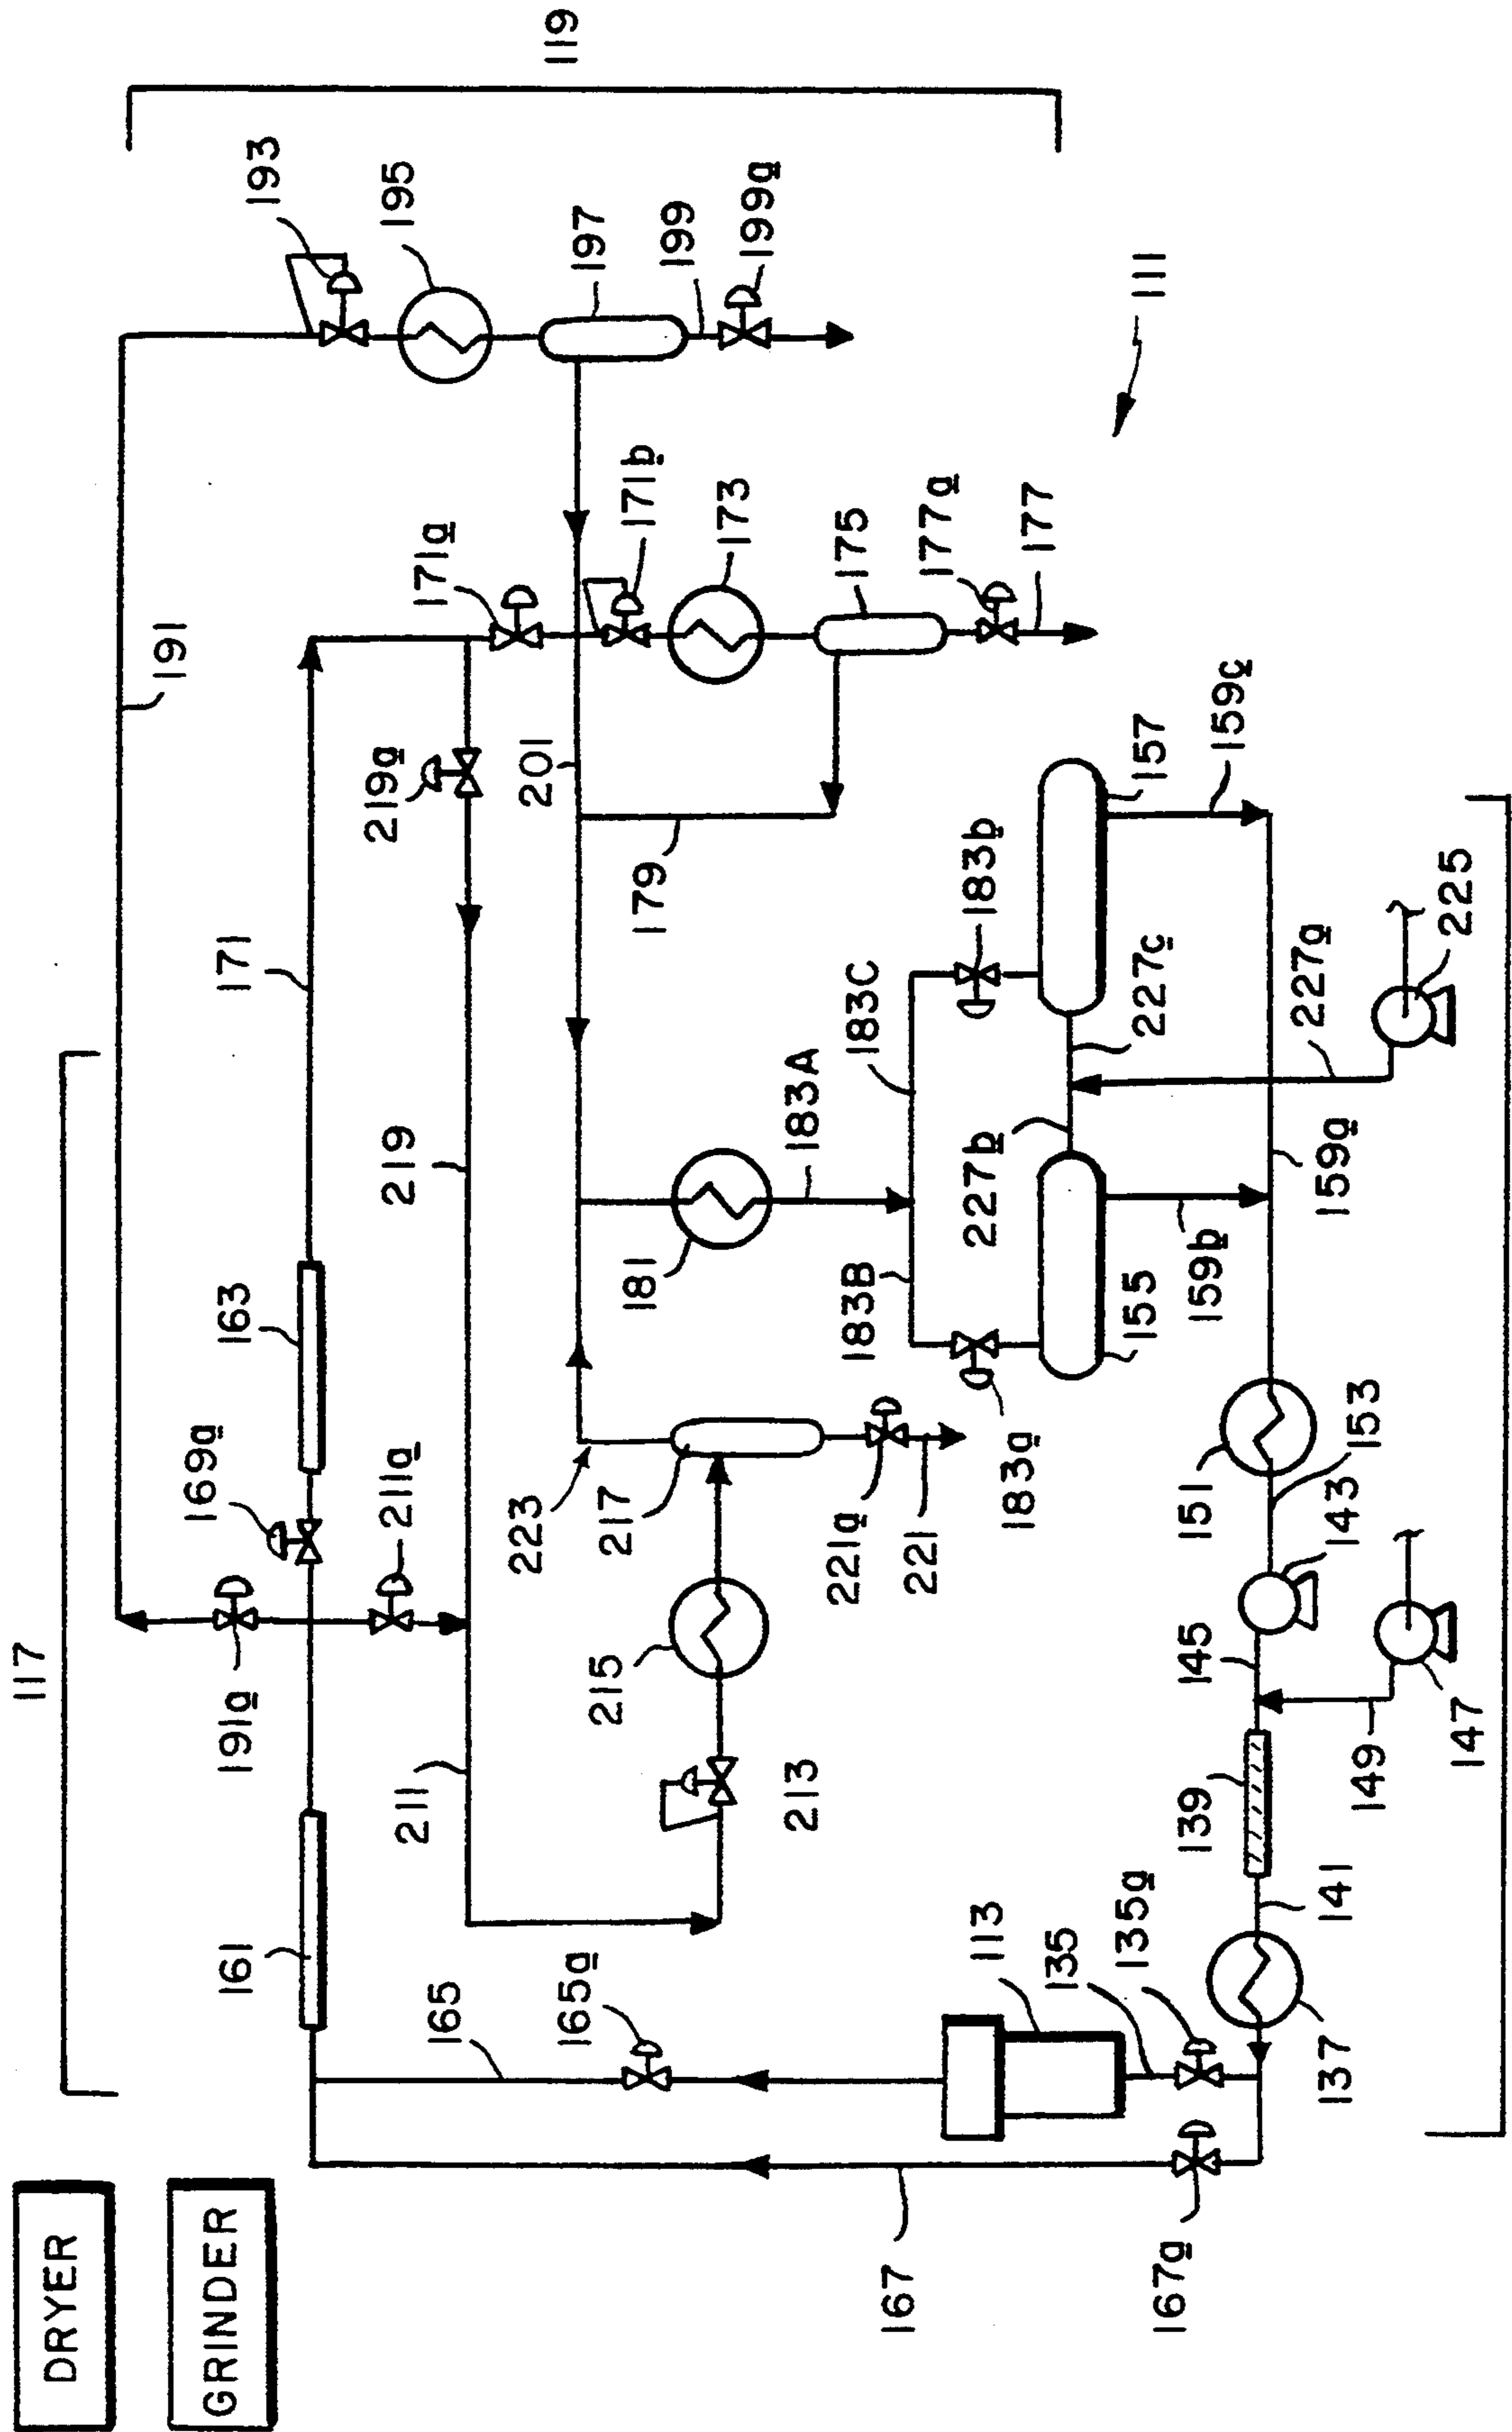 DRYER
GRINDER
117
119
111
191
193
195
197
199
199a
191a
169a
211a
161
163
171
171a
171b
173
175
177a
177
219a
219
201
179
211
213
215
217
223
221a
221
181
183A
183B
183C
183a
183b
155
157
227b
227c
227a
225
159a
159b
159c
151
153
143
145
147
149
139
141
137
113
135
135a
165
165a
167
167a